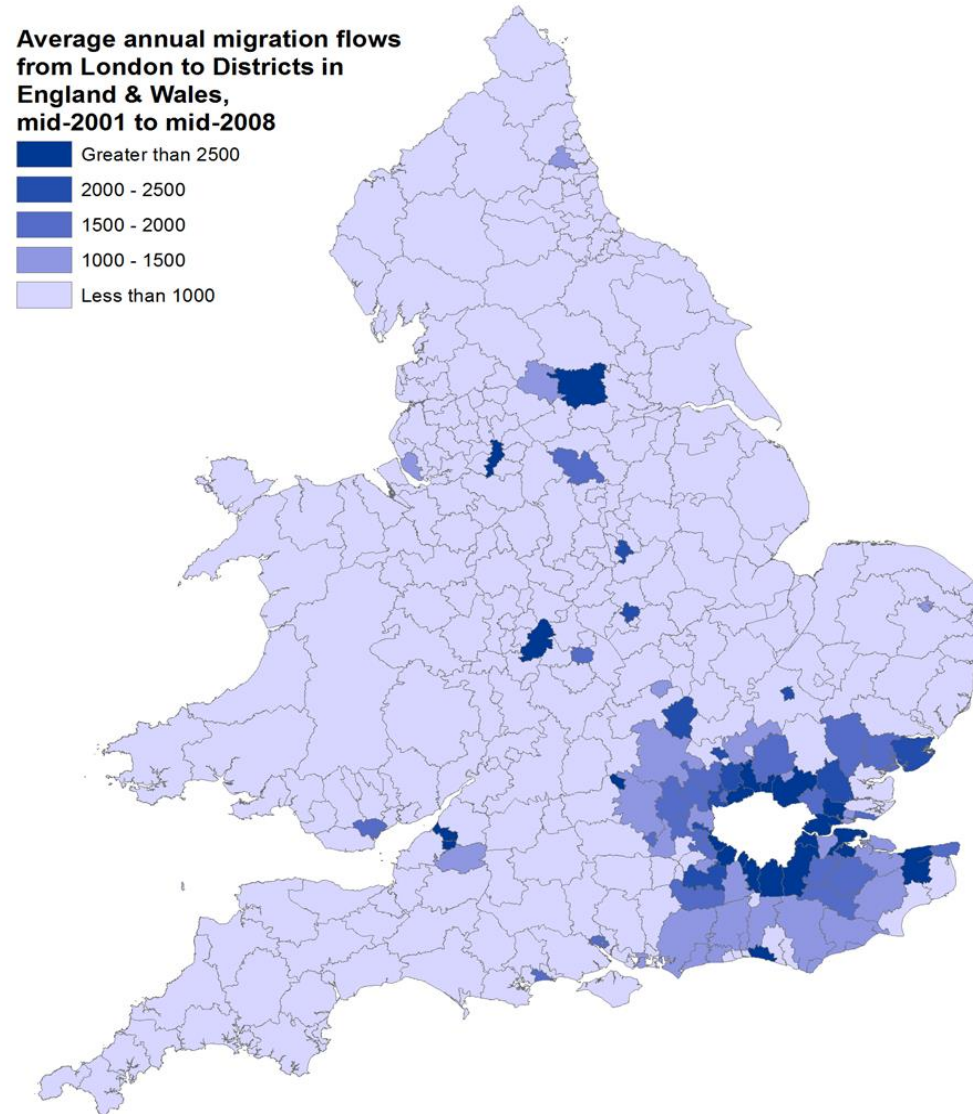 Average annual migration flows
from London to Districts in
England & Wales,
mid-2001 to mid-2008
Greater than 2500
2000 - 2500
1500 - 2000
1000 - 1500
Less than 1000